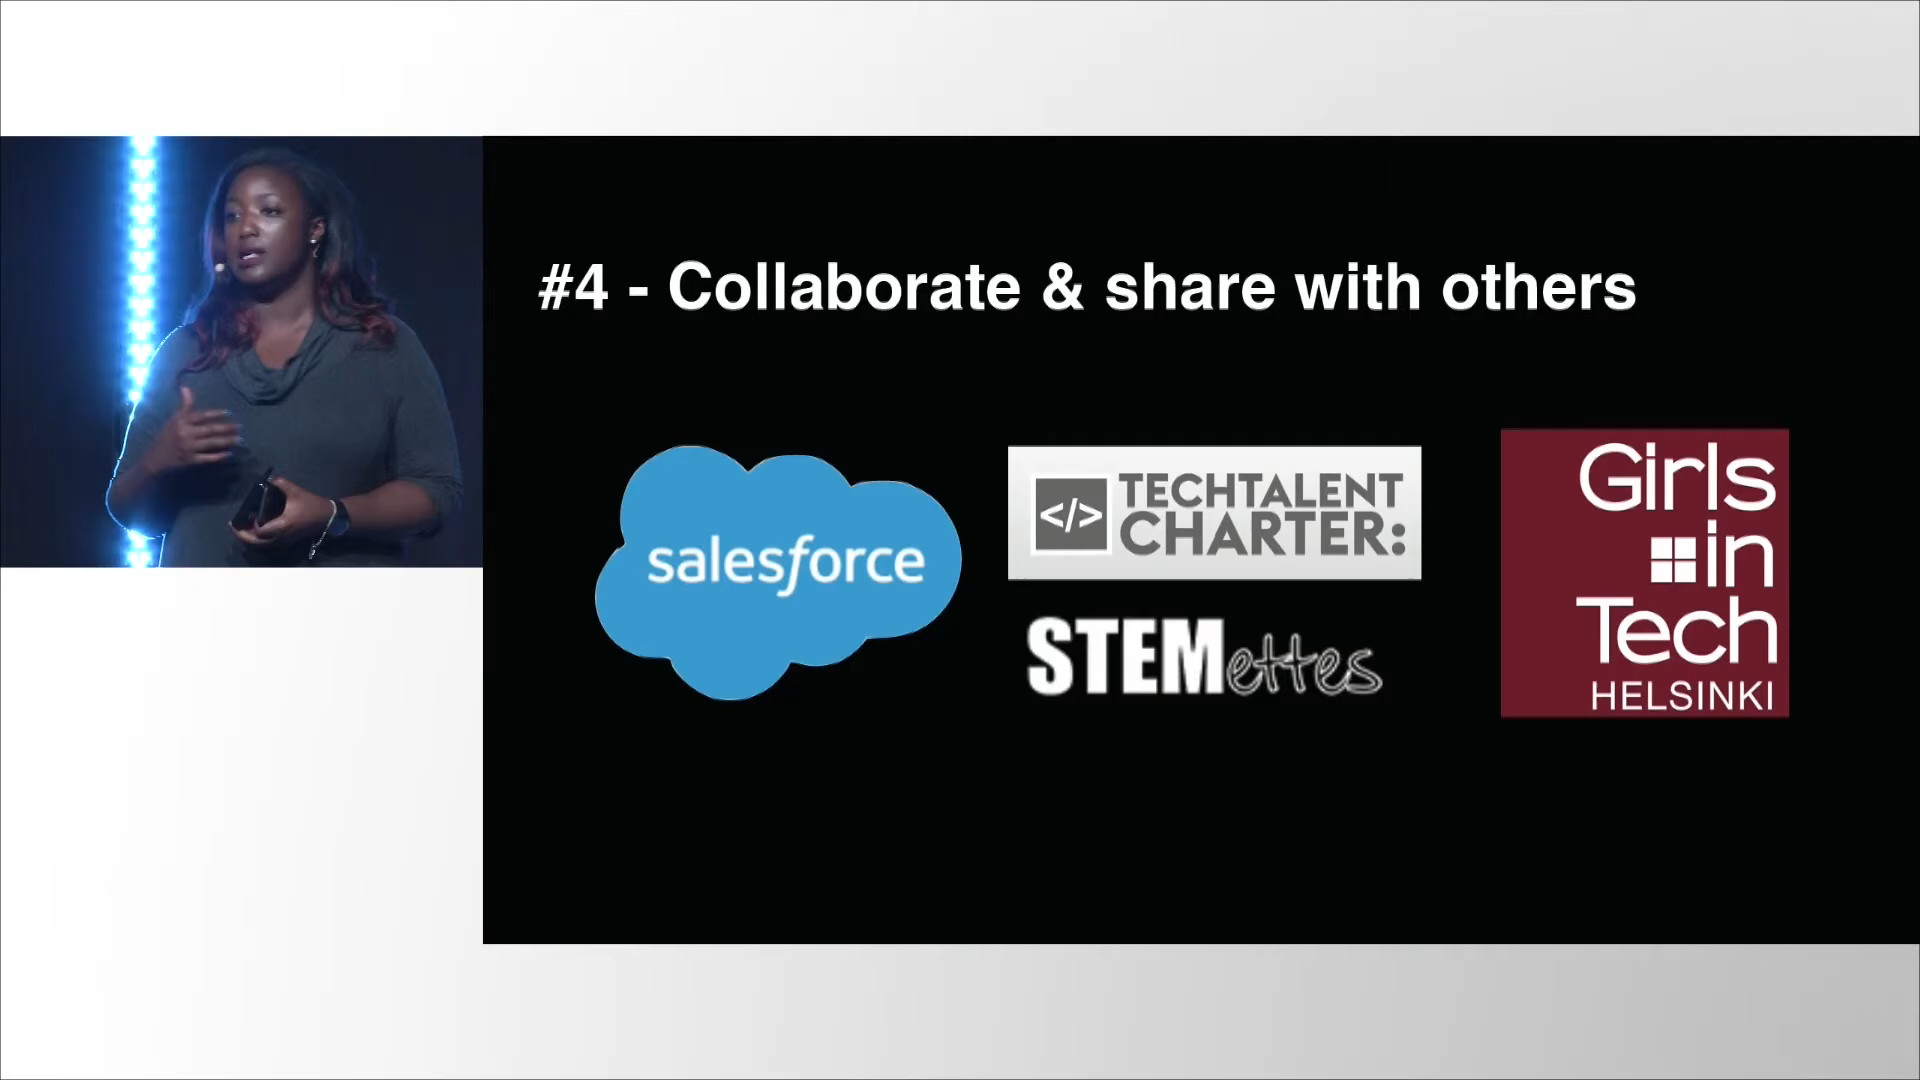 #4 - Collaborate & share with others
salesforce
</> TECHTALENT
CHARTER:
STEMettes
Girls
in
Tech
HELSINKI